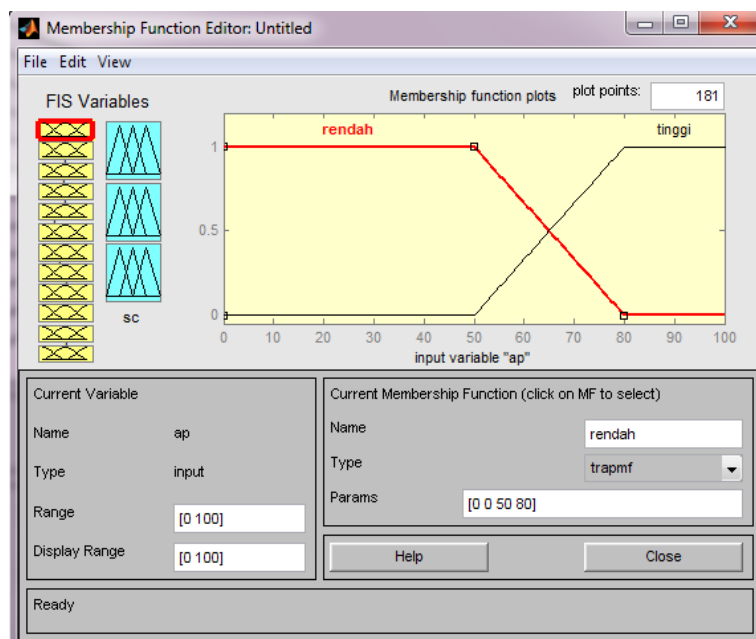 Membership Function Editor: Untitled
File Edit View
FIS Variables
Membership function plots plot points: 181
rendah tinggi
1
0.5
0
0 10 20 30 40 50 60 70 80 90 100
input variable "ap"
sc
Current Variable
Name ap
Type input
Range [0 100]
Display Range [0 100]
Current Membership Function (click on MF to select)
Name rendah
Type trapmf
Params [0 0 50 80]
Help Close
Ready